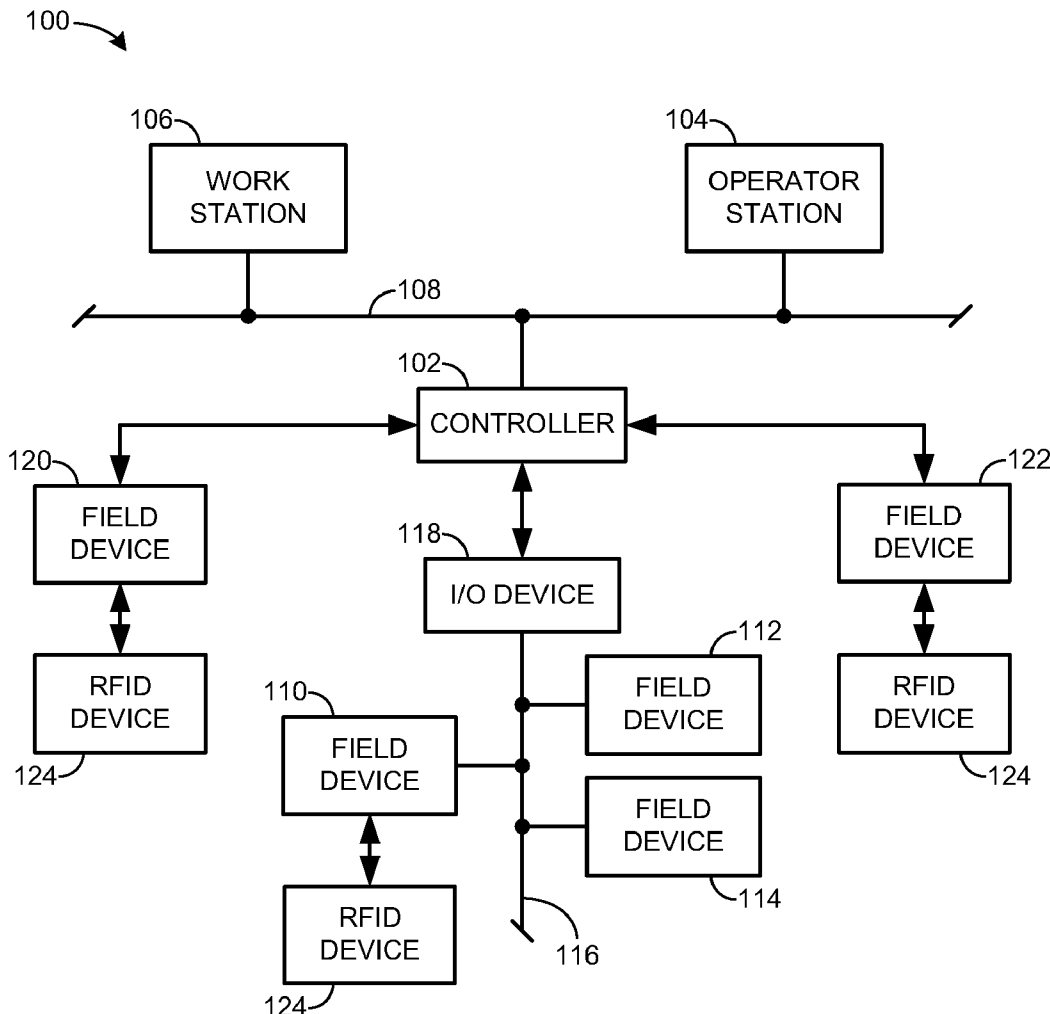 100
106
WORK
STATION
104
OPERATOR
STATION
108
102
CONTROLLER
120
FIELD
DEVICE
122
FIELD
DEVICE
118
I/O DEVICE
RFID
DEVICE
124
112
FIELD
DEVICE
RFID
DEVICE
124
110
FIELD
DEVICE
FIELD
DEVICE
114
RFID
DEVICE
124
116